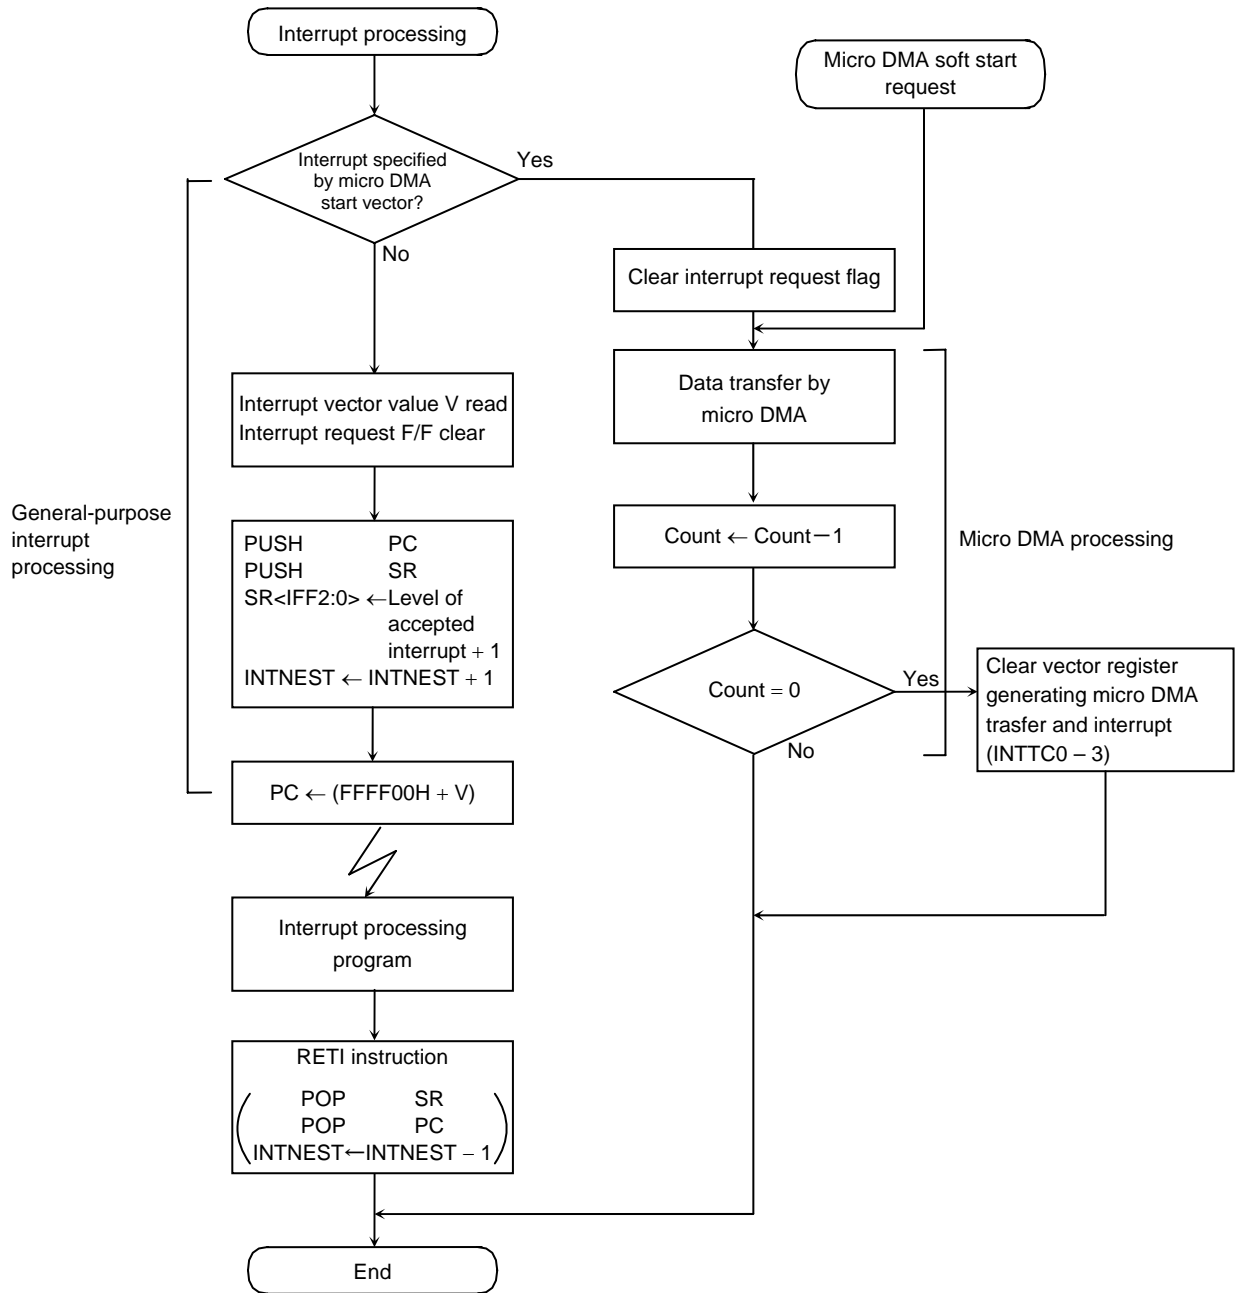 Interrupt processing
Micro DMA soft start
request
Interrupt specified
by micro DMA
start vector?
Yes
No
Clear interrupt request flag
Interrupt vector value V read
Interrupt request F/F clear
Data transfer by
micro DMA
General-purpose
interrupt
processing
PUSH PC
PUSH SR
SR<IFF2:0> ←Level of
accepted
interrupt + 1
INTNEST ← INTNEST + 1
Count ← Count－1
Micro DMA processing
Count = 0
Yes
No
Clear vector register
generating micro DMA
trasfer and interrupt
(INTTC0 – 3)
PC ← (FFFF00H + V)
Interrupt processing
program
RETI instruction
POP SR
POP PC
INTNEST←INTNEST – 1
End